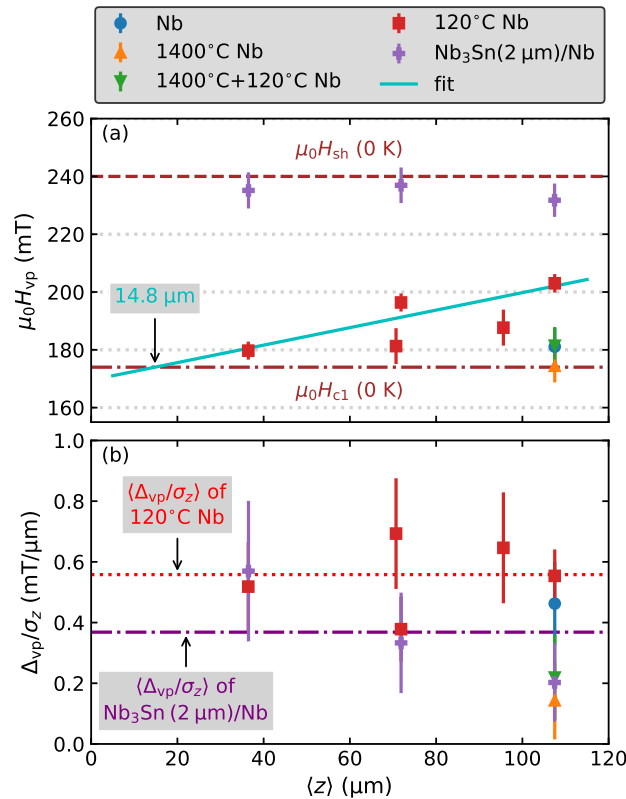 Nb
1400°C Nb
1400°C+120°C Nb
120°C Nb
Nb₃Sn(2 μm)/Nb
fit
(a)
μ₀Hₛₕ (0 K)
14.8 μm
μ₀H_c1 (0 K)
260
240
220
200
180
160
μ₀H_vp (mT)
(b)
⟨Δ_vp/σ_z⟩ of
120°C Nb
⟨Δ_vp/σ_z⟩ of
Nb₃Sn (2 μm)/Nb
1.0
0.8
0.6
0.4
0.2
0.0
Δ_vp/σ_z (mT/μm)
0 20 40 60 80 100 120
⟨z⟩ (μm)